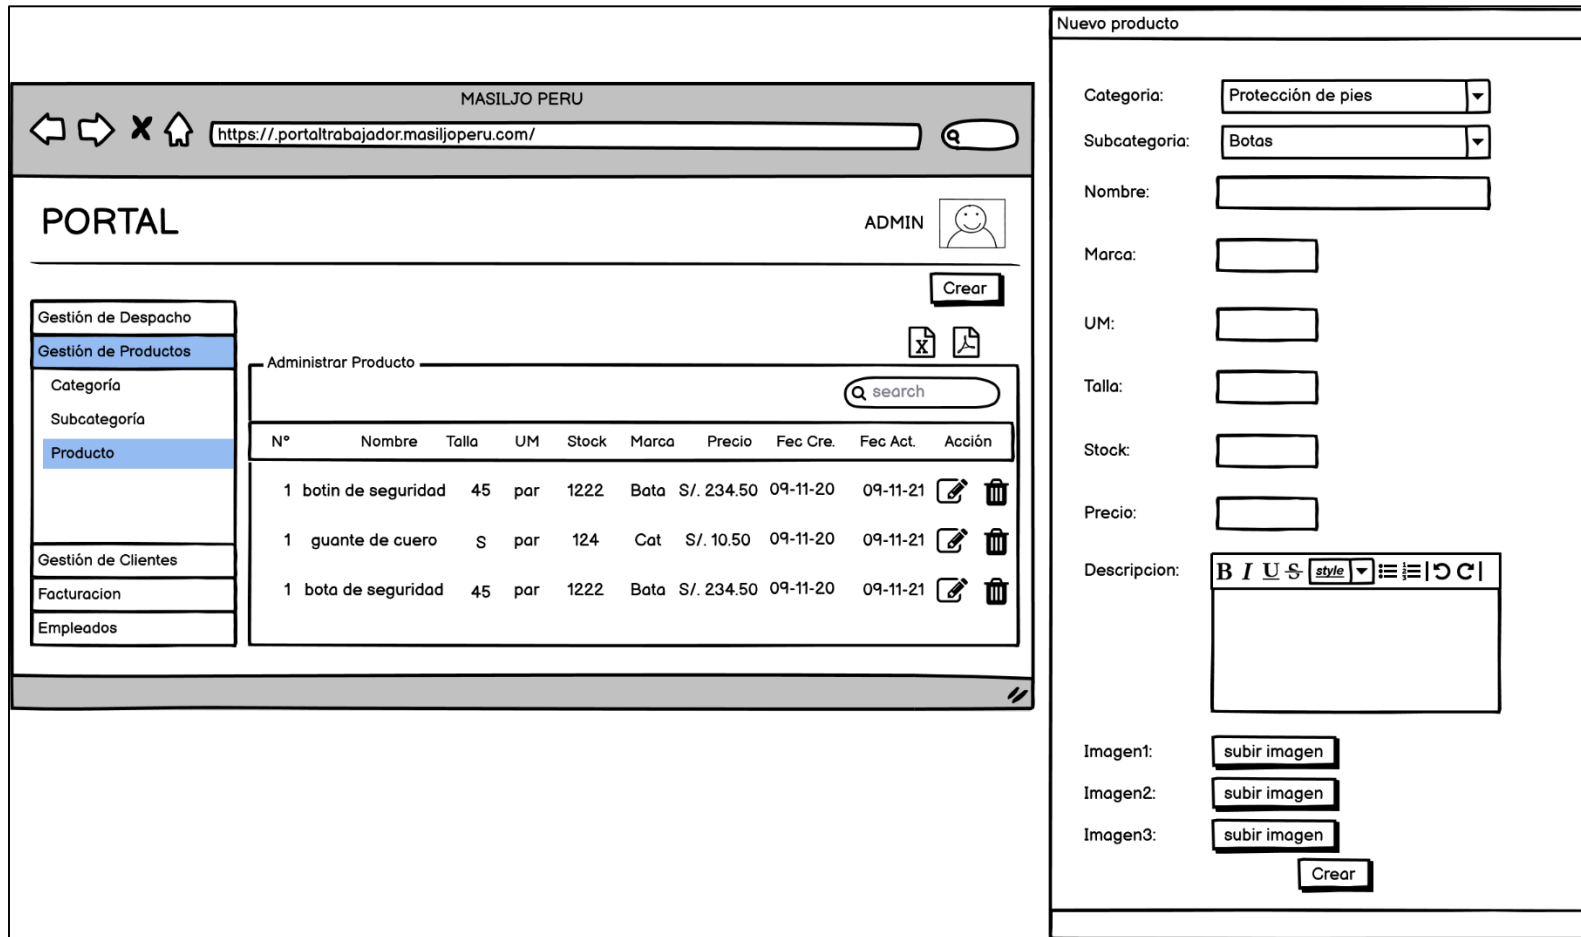 MASILJO PERU
https://.portaltrabajador.masiljoperu.com/
PORTAL
ADMIN
Crear
Gestión de Despacho
Gestión de Productos
Categoría
Subcategoría
Producto
Gestión de Clientes
Facturacion
Empleados
Administrar Producto
search
N° Nombre Talla UM Stock Marca Precio Fec Cre. Fec Act. Acción
1 botin de seguridad 45 par 1222 Bata S/. 234.50 09-11-20 09-11-21
1 guante de cuero S par 124 Cat S/. 10.50 09-11-20 09-11-21
1 bota de seguridad 45 par 1222 Bata S/. 234.50 09-11-20 09-11-21
Nuevo producto
Categoria: Protección de pies
Subcategoria: Botas
Nombre:
Marca:
UM:
Talla:
Stock:
Precio:
Descripcion:
B I U S style
Imagen1: subir imagen
Imagen2: subir imagen
Imagen3: subir imagen
Crear